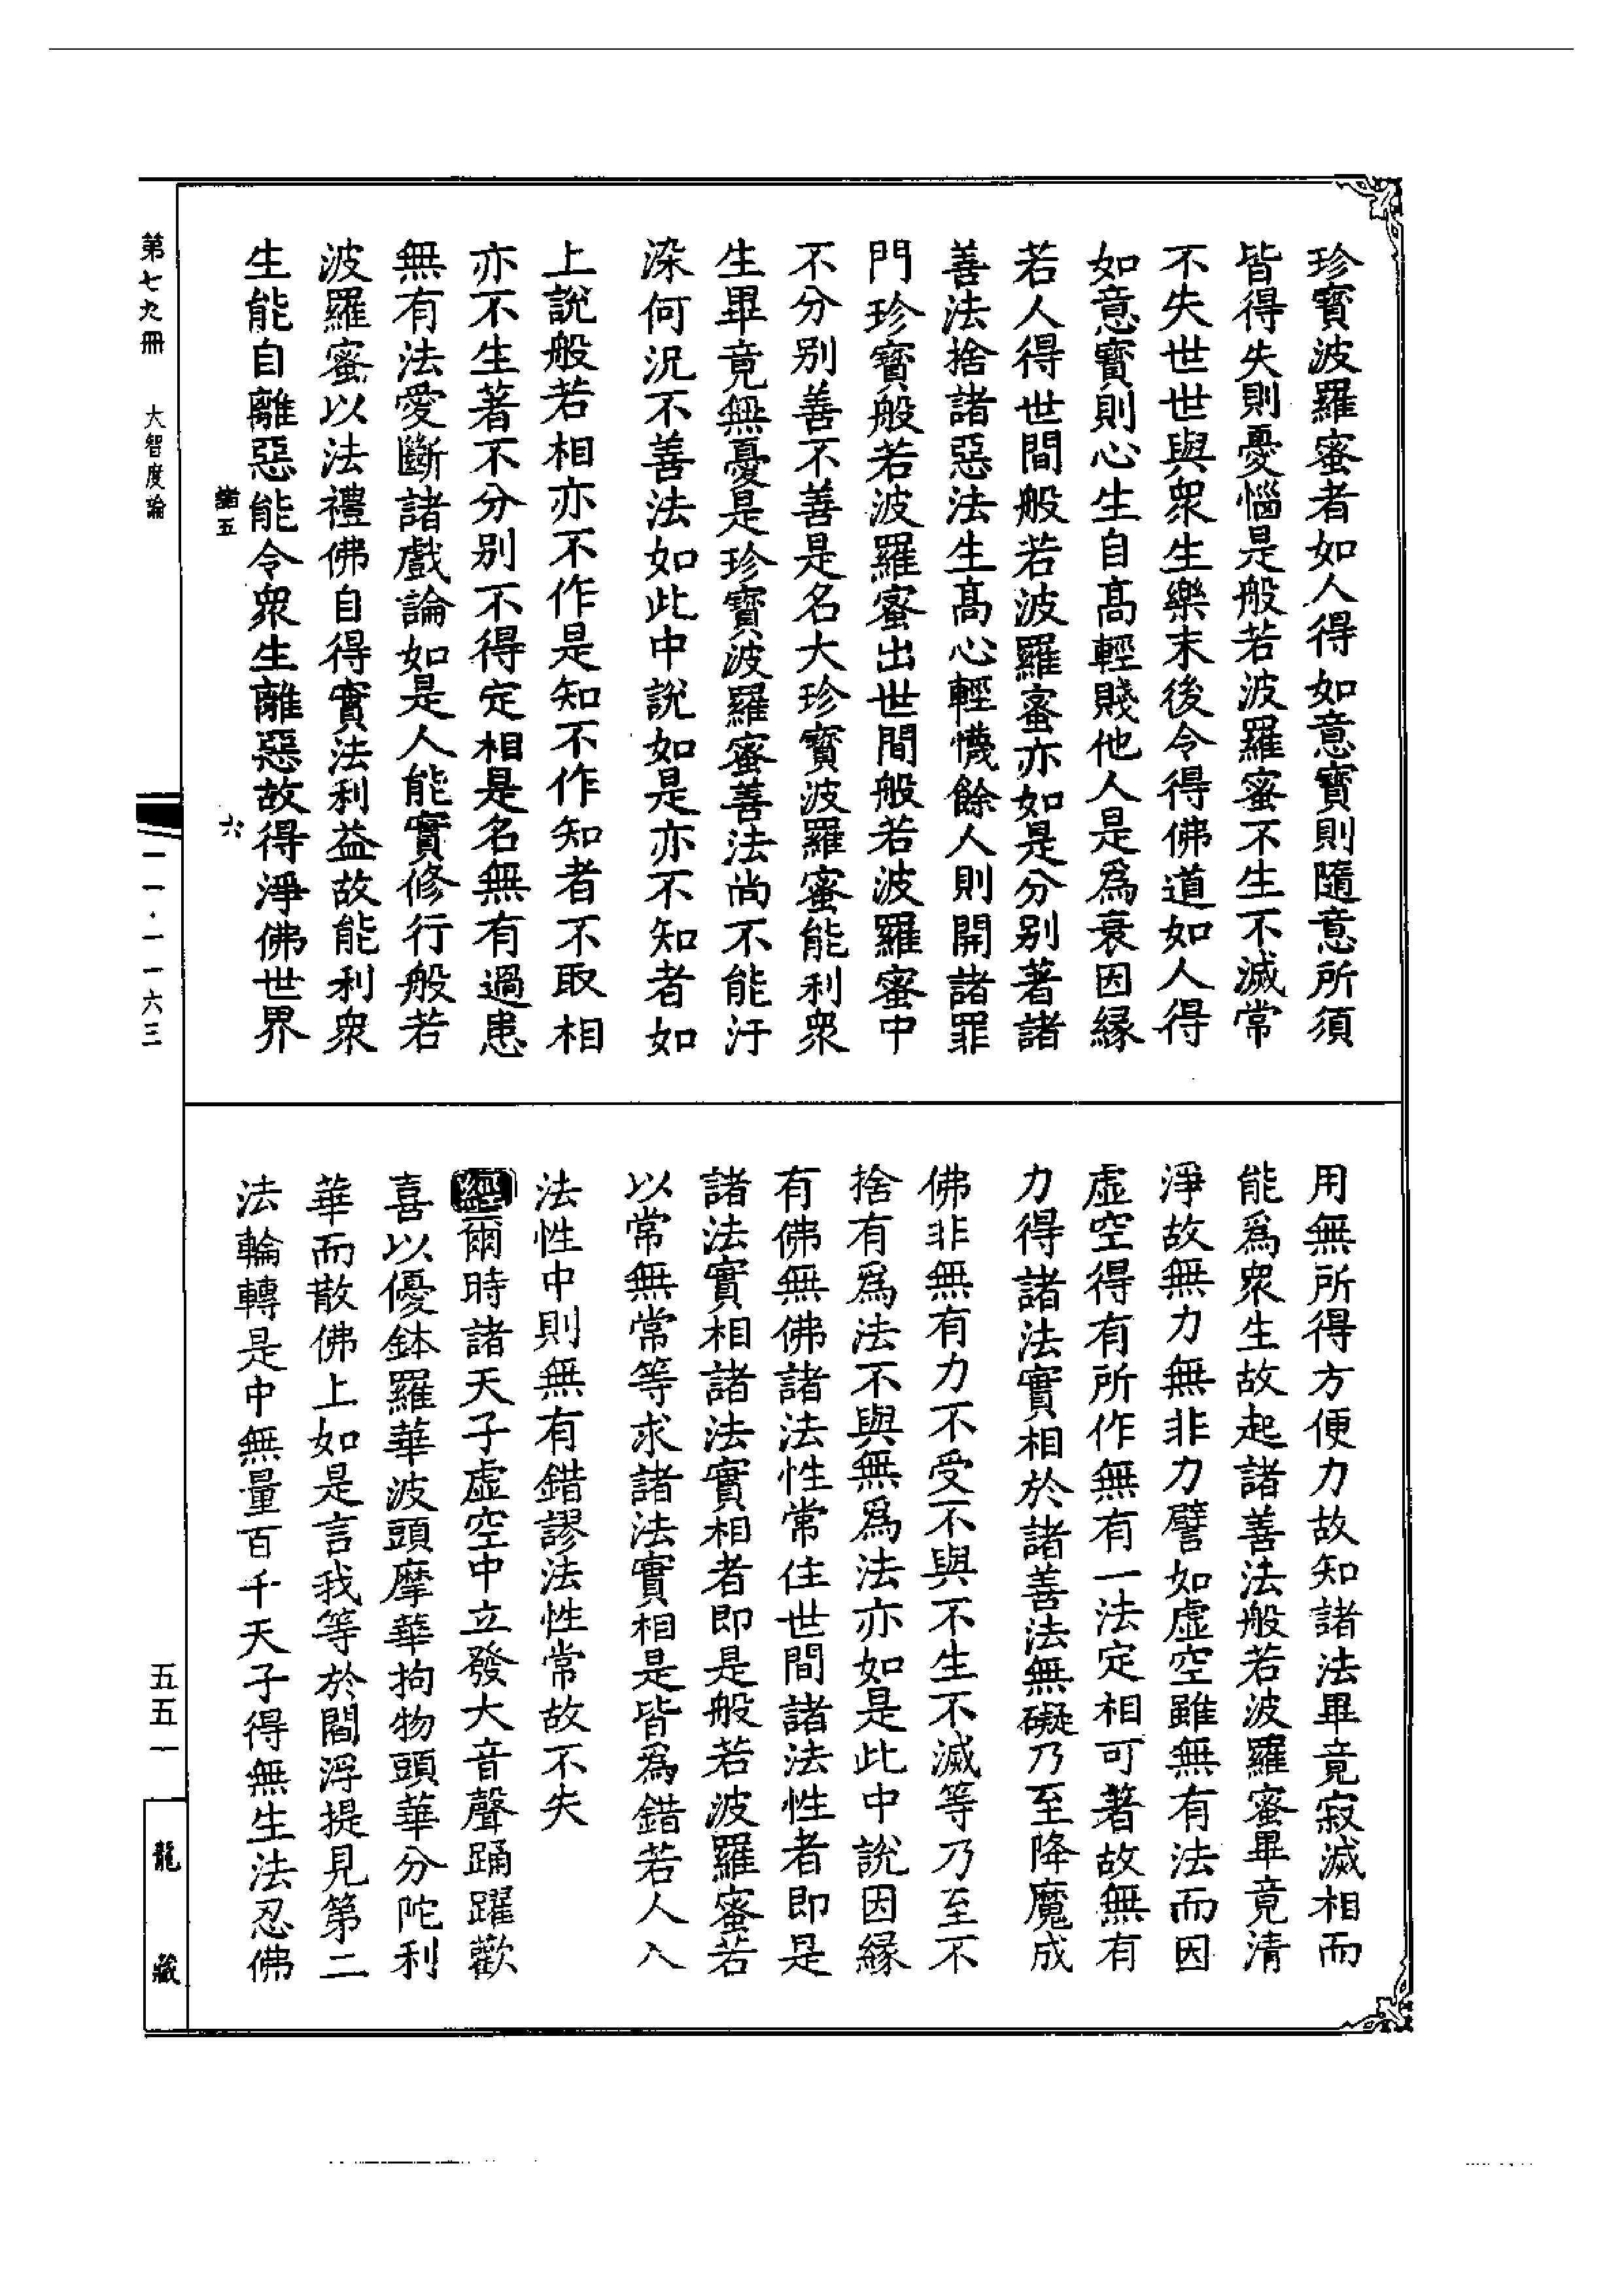 珍寶波羅蜜者如人得如意寶則隨意所須
皆得失則憂惱是般若波羅蜜不生不滅常
不失世世與衆生樂末後令得佛道如人得
如意寶則心生自高輕賤他人是爲衰因緣
若人得世間般若波羅蜜亦如是分別著諸
善法捨諸惡法生高心輕懱餘人則開諸罪
門珍寶般若波羅蜜出世間般若波羅蜜中
不分別善不善是名大珍寳波羅蜜能利衆
生畢竟無憂是珍寳波羅蜜善法尚不能汙
染何況不善法如此中說如是亦不知者如
上說般若相亦不作是知不作知者不取相
亦不生著不分别不得定相是名無有過患
無有法愛斷諸戲論如是人能實修行般若
波羅蜜以法禮佛自得實法利益故能利衆
生能自離惡能令衆生離惡故得淨佛世界
用無所得方便力故知諸法畢竟寂滅相而
能爲衆生故起諸善法般若波羅蜜畢竟清
淨故無力無非力譬如虛空雖無有法而因
虛空得有所作無有一法定相可著故無有
力得諸法實相於諸善法無礙乃至降魔成
佛非無有力不受不與不生不滅等乃至不
捨有爲法不與無爲法亦如是此中說因緣
有佛無佛諸法性常住世間諸法性者即是
諸法實相諸法實相者即是般若波羅蜜若
以常無常等求諸法實相是皆爲錯若人入
法性中則無有錯謬法性常故不失
經爾時諸天子虛空中立發大音聲踊躍歡
喜以優鉢羅華波頭摩華拘物頭華分陀利
華而散佛上如是言我等於閻浮提見第二
法輪轉是中無量百千天子得無生法忍佛
第七九冊 大智度論
六
一一·一一六三
五五一
龍藏